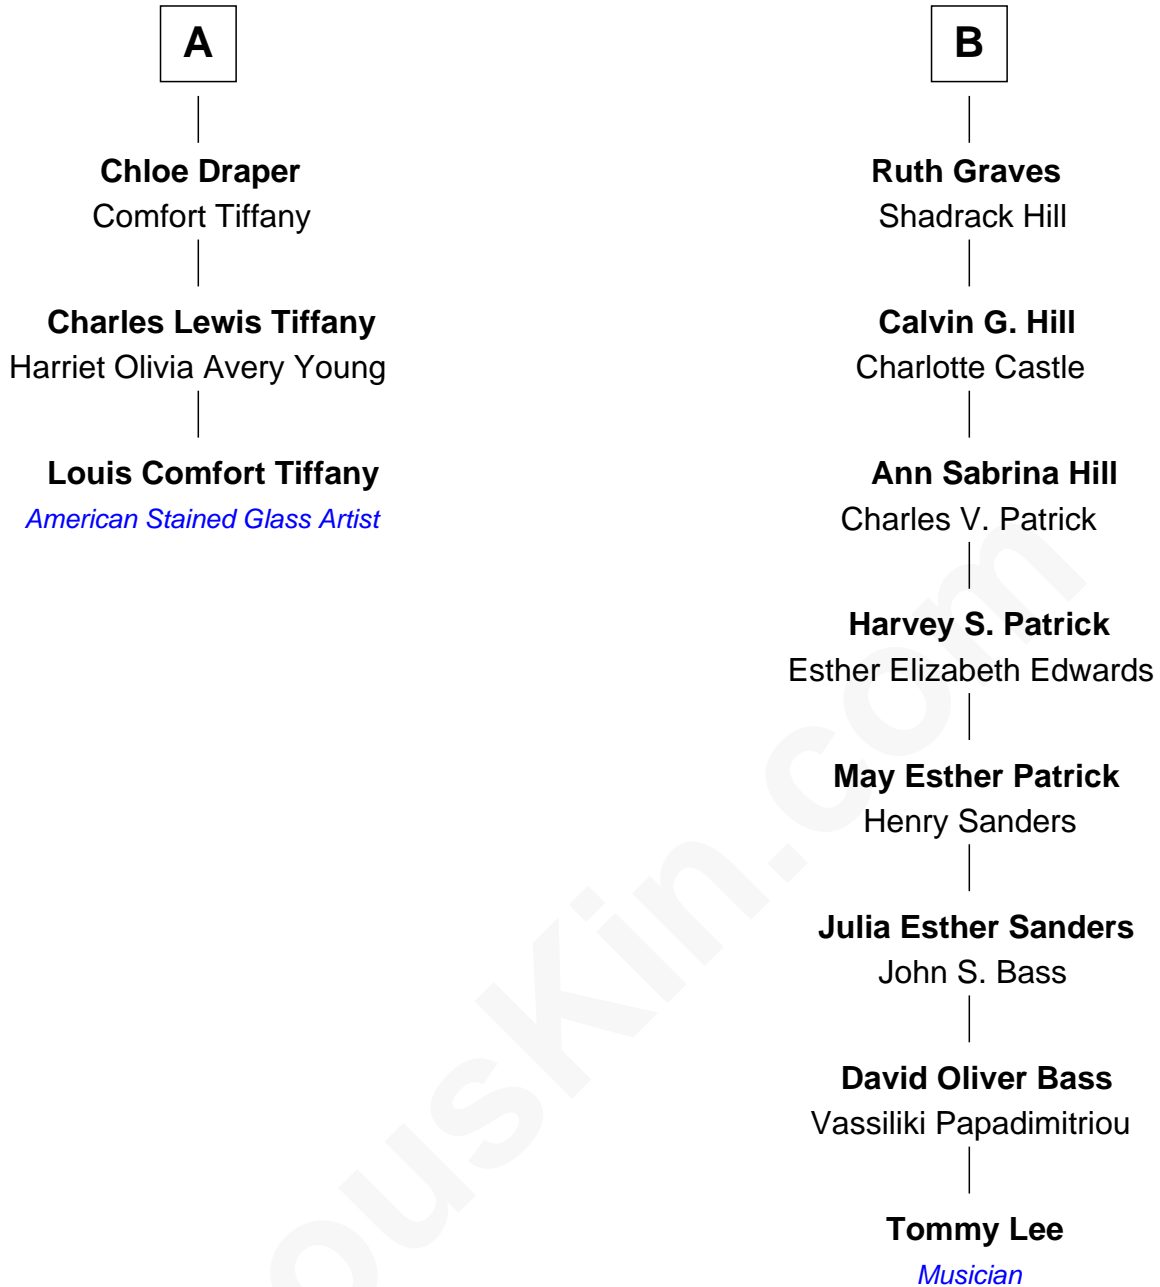 A
Chloe Draper
Comfort Tiffany
Charles Lewis Tiffany
Harriet Olivia Avery Young
Louis Comfort Tiffany
American Stained Glass Artist
B
Ruth Graves
Shadrack Hill
Calvin G. Hill
Charlotte Castle
Ann Sabrina Hill
Charles V. Patrick
Harvey S. Patrick
Esther Elizabeth Edwards
May Esther Patrick
Henry Sanders
Julia Esther Sanders
John S. Bass
David Oliver Bass
Vassiliki Papadimitriou
Tommy Lee
Musician
ousKin.com